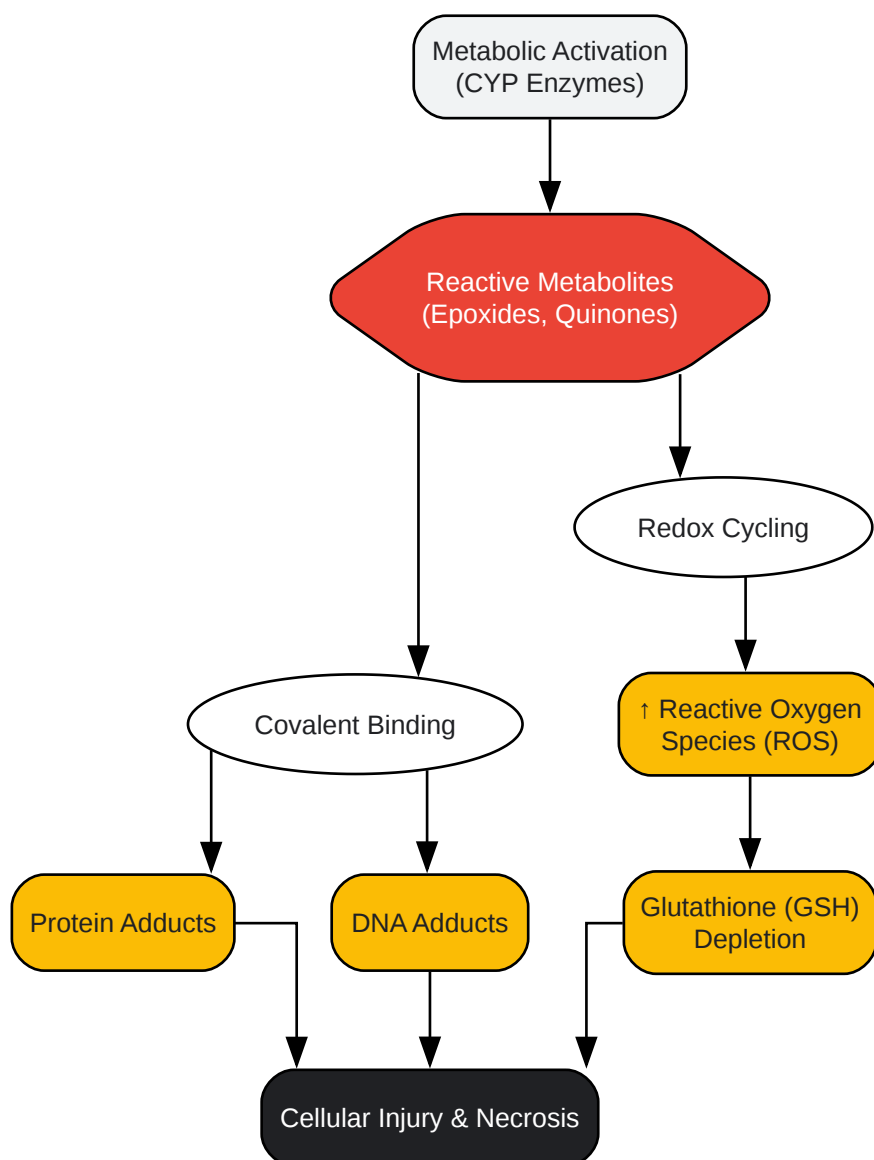 Metabolic Activation
(CYP Enzymes)
Reactive Metabolites
(Epoxides, Quinones)
Redox Cycling
Covalent Binding
↑ Reactive Oxygen
Species (ROS)
Protein Adducts
DNA Adducts
Glutathione (GSH)
Depletion
Cellular Injury & Necrosis